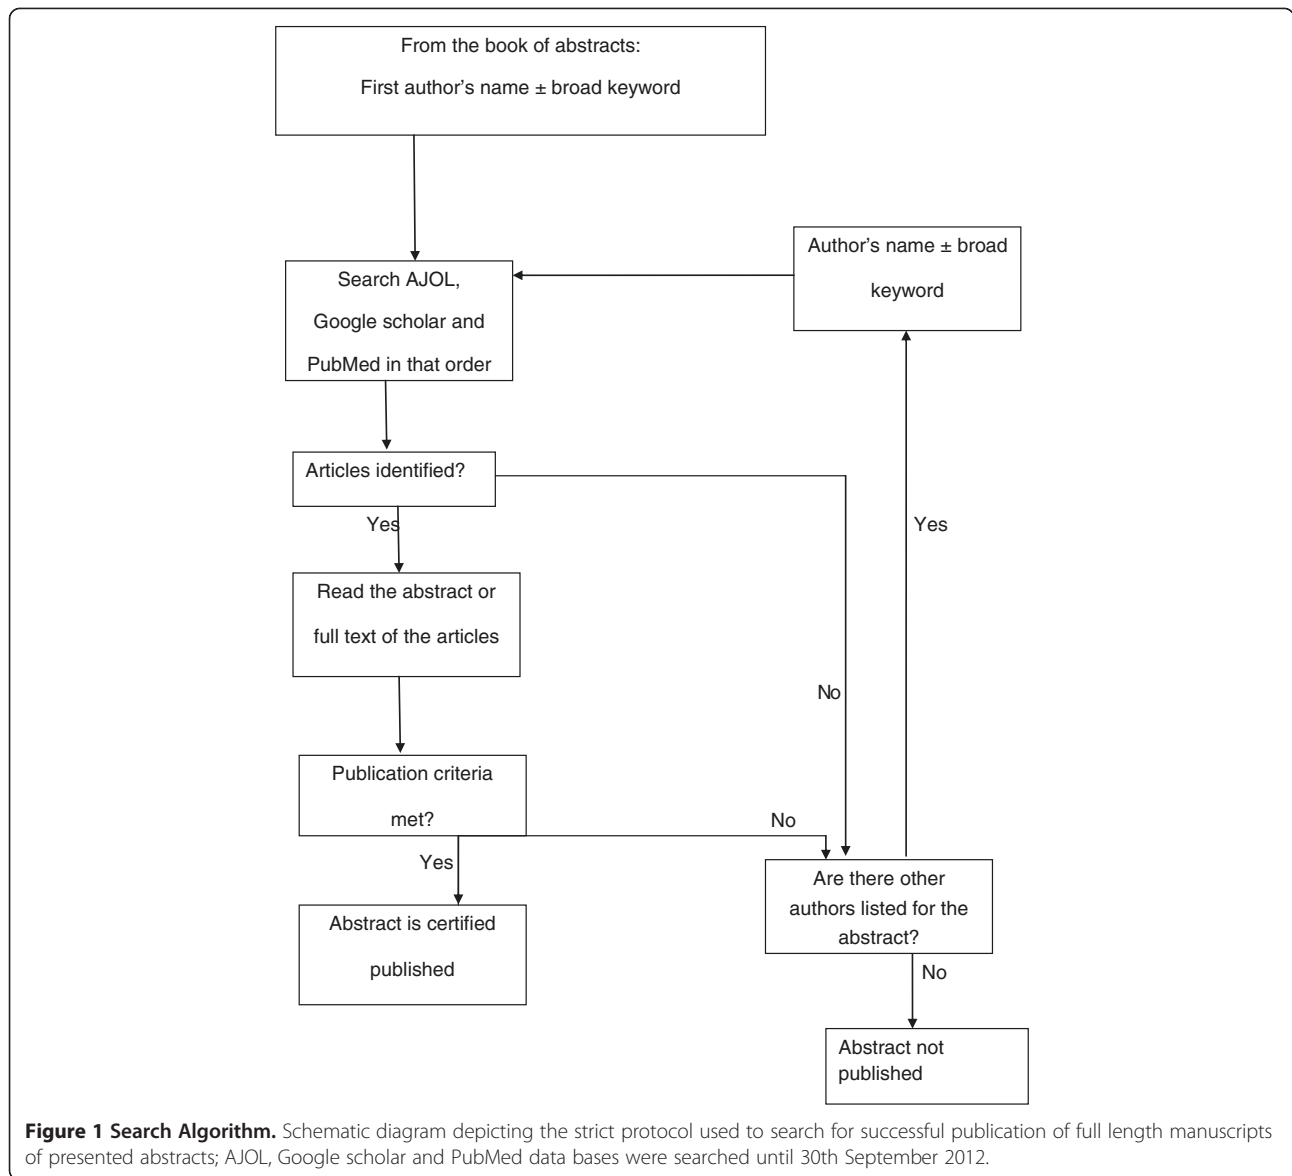 From the book of abstracts:
First author's name ± broad keyword
Author's name ± broad
keyword
Search AJOL,
Google scholar and
PubMed in that order
Articles identified?
Yes
Yes
Read the abstract or
full text of the articles
No
Publication criteria
met?
No
Yes
Are there other
authors listed for the
abstract?
Abstract is certified
published
No
Abstract not
published
Figure 1 Search Algorithm. Schematic diagram depicting the strict protocol used to search for successful publication of full length manuscripts
of presented abstracts; AJOL, Google scholar and PubMed data bases were searched until 30th September 2012.